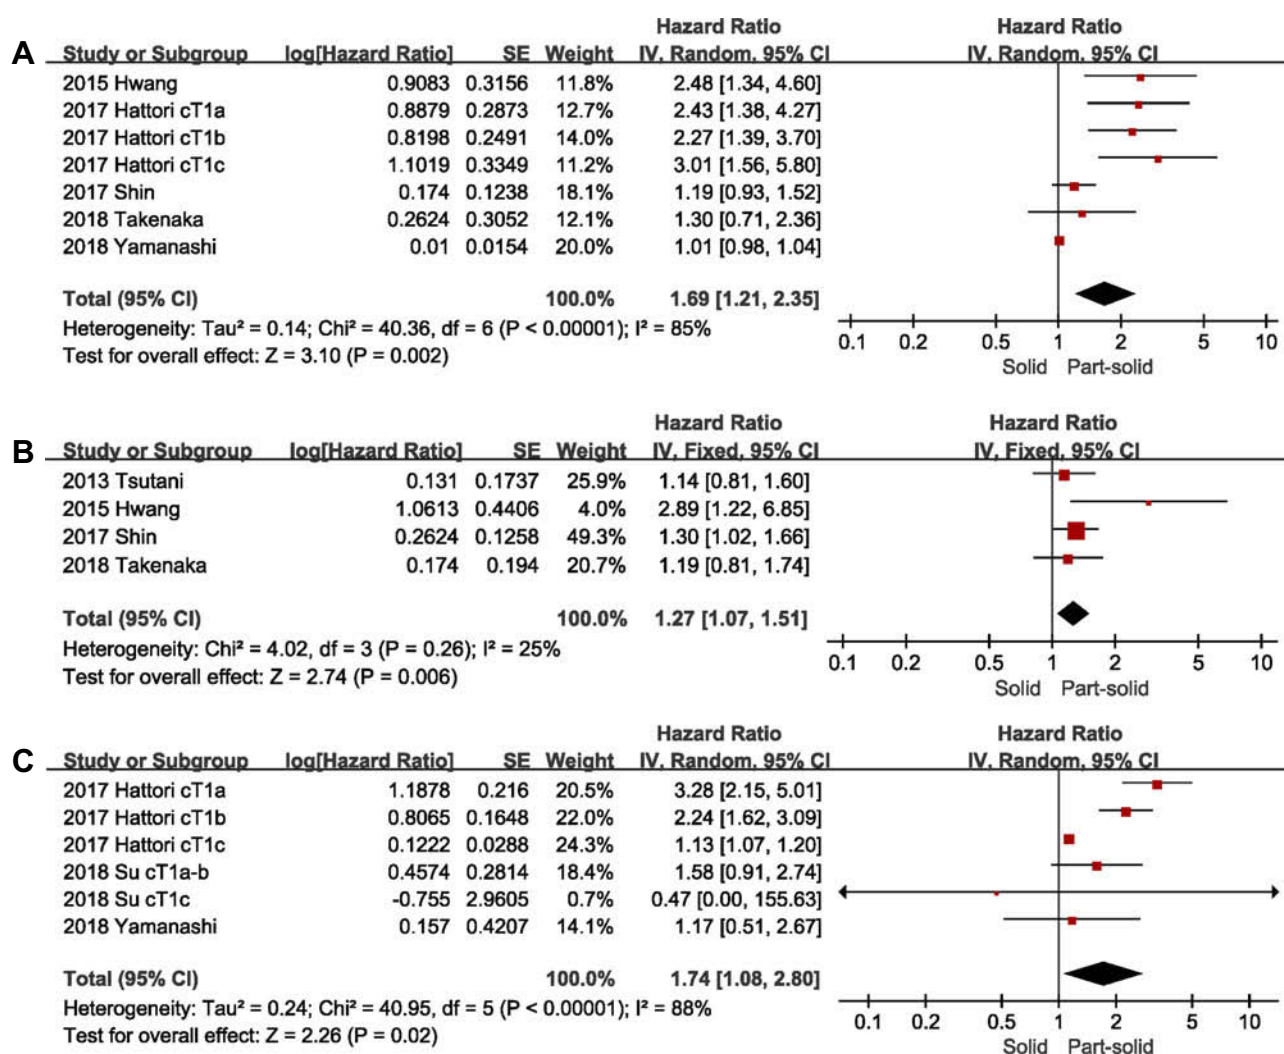 Hazard Ratio Hazard Ratio
A Study or Subgroup log[Hazard Ratio] SE Weight IV, Random, 95% CI IV, Random, 95% CI
2015 Hwang 0.9083 0.3156 11.8% 2.48 [1.34, 4.60]
2017 Hattori cT1a 0.8879 0.2873 12.7% 2.43 [1.38, 4.27]
2017 Hattori cT1b 0.8198 0.2491 14.0% 2.27 [1.39, 3.70]
2017 Hattori cT1c 1.1019 0.3349 11.2% 3.01 [1.56, 5.80]
2017 Shin 0.174 0.1238 18.1% 1.19 [0.93, 1.52]
2018 Takenaka 0.2624 0.3052 12.1% 1.30 [0.71, 2.36]
2018 Yamanashi 0.01 0.0154 20.0% 1.01 [0.98, 1.04]
Total (95% CI) 100.0% 1.69 [1.21, 2.35]
Heterogeneity: Tau² = 0.14; Chi² = 40.36, df = 6 (P < 0.00001); I² = 85%
Test for overall effect: Z = 3.10 (P = 0.002)
0.1 0.2 0.5 1 2 5 10
Solid Part-solid
Hazard Ratio Hazard Ratio
B Study or Subgroup log[Hazard Ratio] SE Weight IV, Fixed, 95% CI IV, Fixed, 95% CI
2013 Tsutani 0.131 0.1737 25.9% 1.14 [0.81, 1.60]
2015 Hwang 1.0613 0.4406 4.0% 2.89 [1.22, 6.85]
2017 Shin 0.2624 0.1258 49.3% 1.30 [1.02, 1.66]
2018 Takenaka 0.174 0.194 20.7% 1.19 [0.81, 1.74]
Total (95% CI) 100.0% 1.27 [1.07, 1.51]
Heterogeneity: Chi² = 4.02, df = 3 (P = 0.26); I² = 25%
Test for overall effect: Z = 2.74 (P = 0.006)
0.1 0.2 0.5 1 2 5 10
Solid Part-solid
Hazard Ratio Hazard Ratio
C Study or Subgroup log[Hazard Ratio] SE Weight IV, Random, 95% CI IV, Random, 95% CI
2017 Hattori cT1a 1.1878 0.216 20.5% 3.28 [2.15, 5.01]
2017 Hattori cT1b 0.8065 0.1648 22.0% 2.24 [1.62, 3.09]
2017 Hattori cT1c 0.1222 0.0288 24.3% 1.13 [1.07, 1.20]
2018 Su cT1a-b 0.4574 0.2814 18.4% 1.58 [0.91, 2.74]
2018 Su cT1c -0.755 2.9605 0.7% 0.47 [0.00, 155.63]
2018 Yamanashi 0.157 0.4207 14.1% 1.17 [0.51, 2.67]
Total (95% CI) 100.0% 1.74 [1.08, 2.80]
Heterogeneity: Tau² = 0.24; Chi² = 40.95, df = 5 (P < 0.00001); I² = 88%
Test for overall effect: Z = 2.26 (P = 0.02)
0.1 0.2 0.5 1 2 5 10
Solid Part-solid